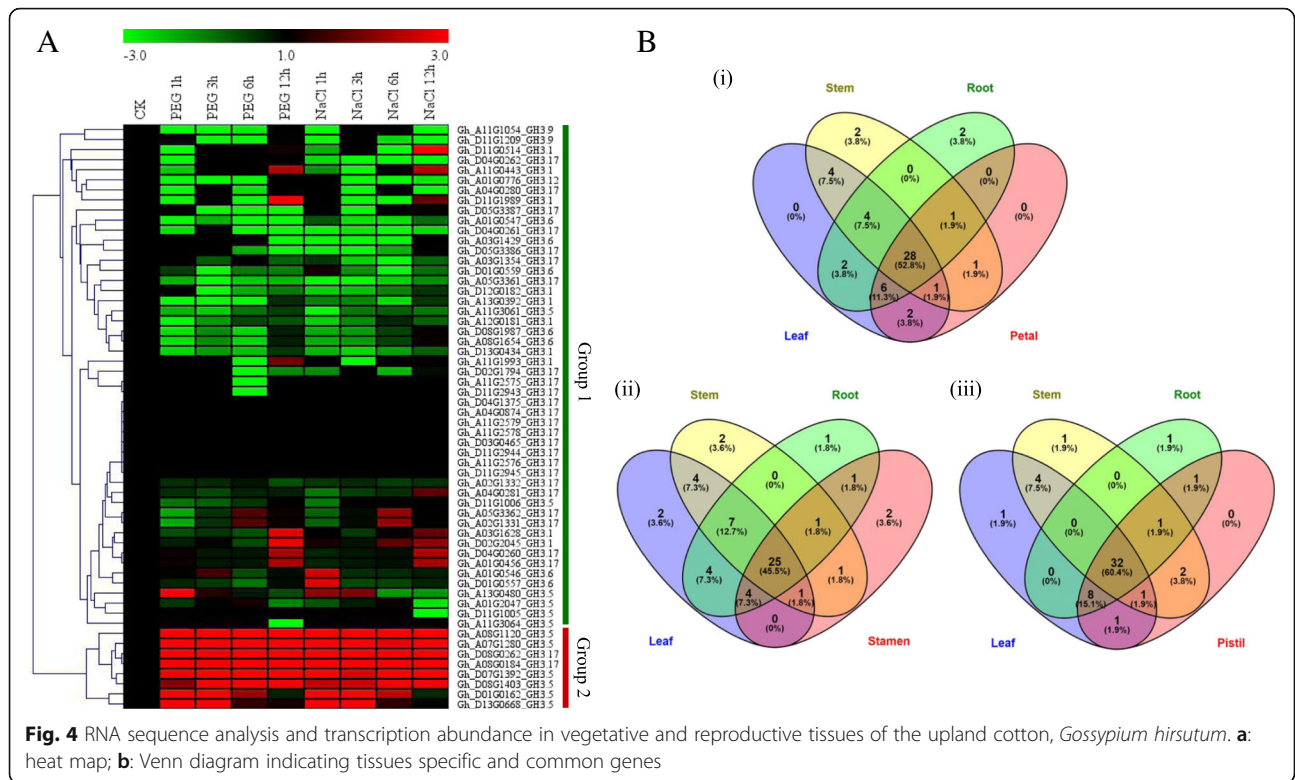 A
-3.0 1.0 3.0
CK PEG 1h PEG 3h PEG 6h PEG 12h NaCl 1h NaCl 3h NaCl 6h NaCl 12h
Gh_A11G1054_GH3.9
Gh_D11G1209_GH3.9
Gh_D11G0514_GH3.1
Gh_D04G0262_GH3.17
Gh_A11G0443_GH3.1
Gh_A01G0776_GH3.12
Gh_A04G0280_GH3.17
Gh_D11G1989_GH3.1
Gh_D05G3387_GH3.17
Gh_A01G0547_GH3.6
Gh_D04G0261_GH3.17
Gh_A03G1429_GH3.6
Gh_D05G3386_GH3.17
Gh_A03G1354_GH3.17
Gh_D01G0559_GH3.6
Gh_A05G3361_GH3.17
Gh_D12G0182_GH3.1
Gh_A13G0392_GH3.1
Gh_A11G3061_GH3.5
Gh_A12G0181_GH3.1
Gh_D08G1987_GH3.6
Gh_A08G1654_GH3.6
Gh_D13G0434_GH3.1
Gh_A11G1993_GH3.1
Gh_D02G1794_GH3.17
Gh_A11G2575_GH3.17
Gh_D11G2943_GH3.17
Gh_D04G1375_GH3.17
Gh_A04G0874_GH3.17
Gh_A11G2579_GH3.17
Gh_A11G2578_GH3.17
Gh_D03G0465_GH3.17
Gh_D11G2944_GH3.17
Gh_A11G2576_GH3.17
Gh_D11G2945_GH3.17
Gh_A02G1332_GH3.17
Gh_A04G0281_GH3.17
Gh_D11G1006_GH3.5
Gh_A05G3362_GH3.17
Gh_A02G1331_GH3.17
Gh_A03G1628_GH3.1
Gh_D02G2045_GH3.1
Gh_D04G0260_GH3.17
Gh_A01G0456_GH3.17
Gh_A01G0546_GH3.6
Gh_D01G0557_GH3.6
Gh_A13G0480_GH3.5
Gh_A01G2047_GH3.5
Gh_D11G1005_GH3.5
Gh_A11G3064_GH3.5
Gh_A08G1120_GH3.5
Gh_A07G1280_GH3.5
Gh_D08G0262_GH3.17
Gh_A08G0184_GH3.17
Gh_D07G1392_GH3.5
Gh_D08G1403_GH3.5
Gh_D01G0162_GH3.5
Gh_D13G0668_GH3.5
Group 1
Group 2
B
(i)
Stem Root
2 2
(3.8%) (3.8%)
4 0 0
(7.5%) (0%) (0%)
0 4 1 0
(0%) (7.5%) (1.9%) (0%)
28
(52.8%)
2 1
(3.8%) (1.9%)
6 1
(11.3%) (1.9%)
2
(3.8%)
Leaf Petal
(ii)
Stem Root
2 1
(3.6%) (1.8%)
4 0 1
(7.3%) (0%) (1.8%)
2 7 1 2
(3.6%) (12.7%) (1.8%) (3.6%)
25
(45.5%)
4 1
(7.3%) (1.8%)
4 1
(7.3%) (1.8%)
0
(0%)
Leaf Stamen
(iii)
Stem Root
1 1
(1.9%) (1.9%)
4 0 1
(7.5%) (0%) (1.9%)
1 0 1 0
(1.9%) (0%) (1.9%) (0%)
32
(60.4%)
0 2
(0%) (3.8%)
8 1
(15.1%) (1.9%)
1
(1.9%)
Leaf Pistil
Fig. 4 RNA sequence analysis and transcription abundance in vegetative and reproductive tissues of the upland cotton, Gossypium hirsutum. a:
heat map; b: Venn diagram indicating tissues specific and common genes